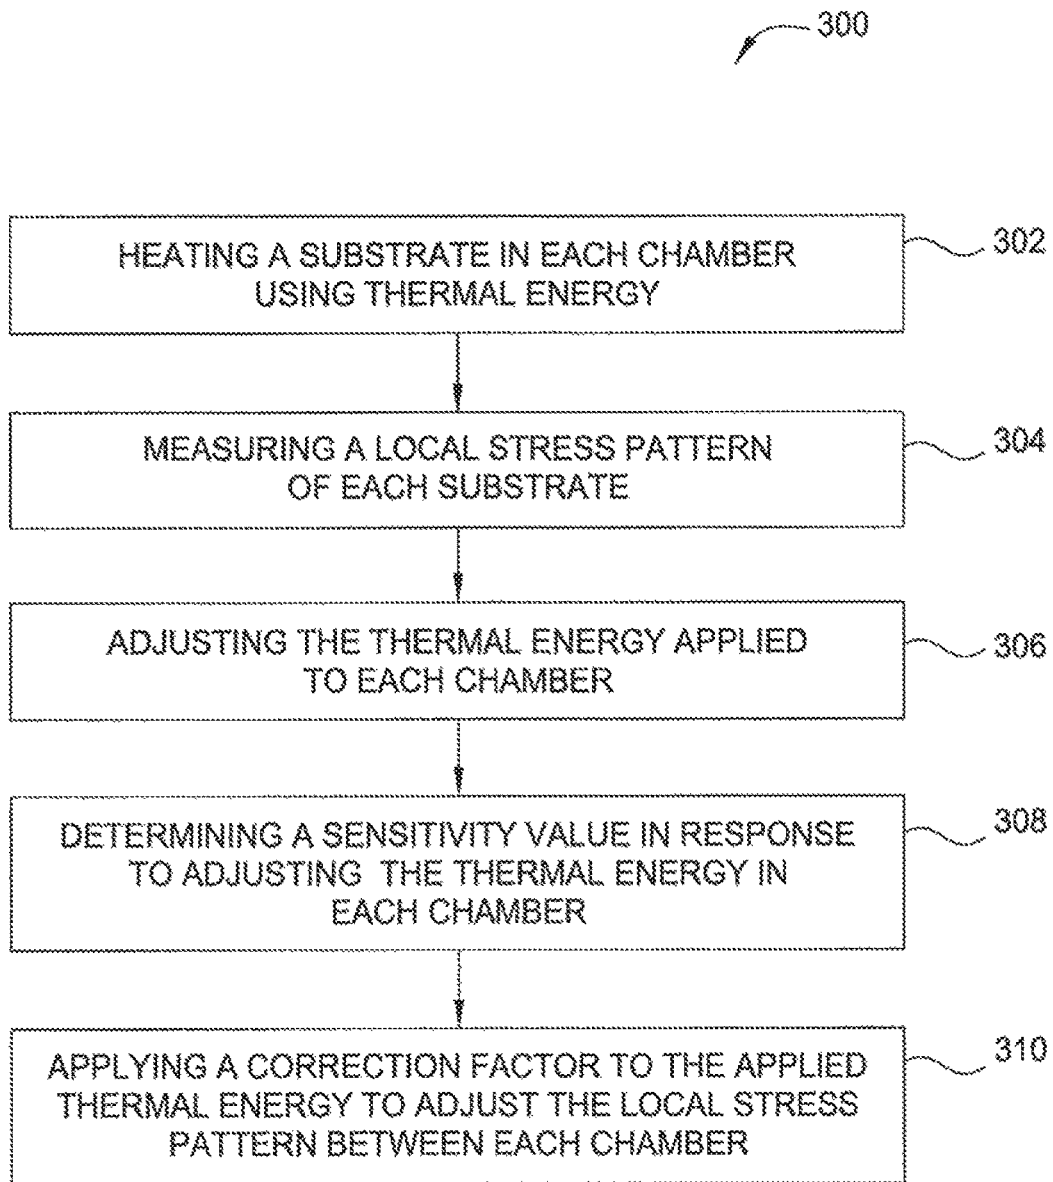 300
HEATING A SUBSTRATE IN EACH CHAMBER
USING THERMAL ENERGY
302
MEASURING A LOCAL STRESS PATTERN
OF EACH SUBSTRATE
304
ADJUSTING THE THERMAL ENERGY APPLIED
TO EACH CHAMBER
306
DETERMINING A SENSITIVITY VALUE IN RESPONSE
TO ADJUSTING THE THERMAL ENERGY IN
EACH CHAMBER
308
APPLYING A CORRECTION FACTOR TO THE APPLIED
THERMAL ENERGY TO ADJUST THE LOCAL STRESS
PATTERN BETWEEN EACH CHAMBER
310